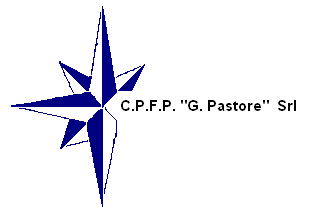 C.P.F.P. "G. Pastore" Srl